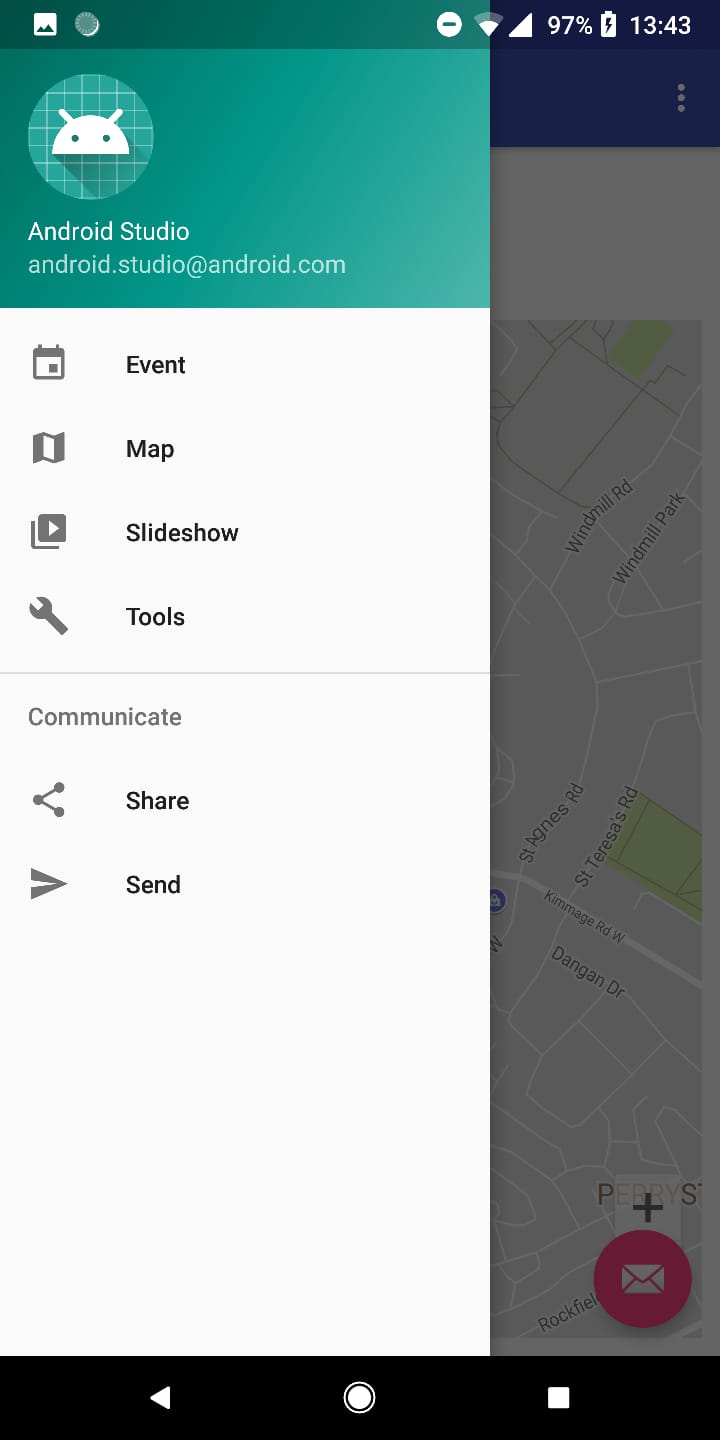 97% 13:43
Android Studio
android.studio@android.com
Event
Map
Slideshow
Tools
Communicate
Share
Send
Windmill Rd
Windmill Park
St Agnes Rd
St Teresa's Rd
Kimmage Rd W
W
Dangan Dr
PERRYS
Rockfiel